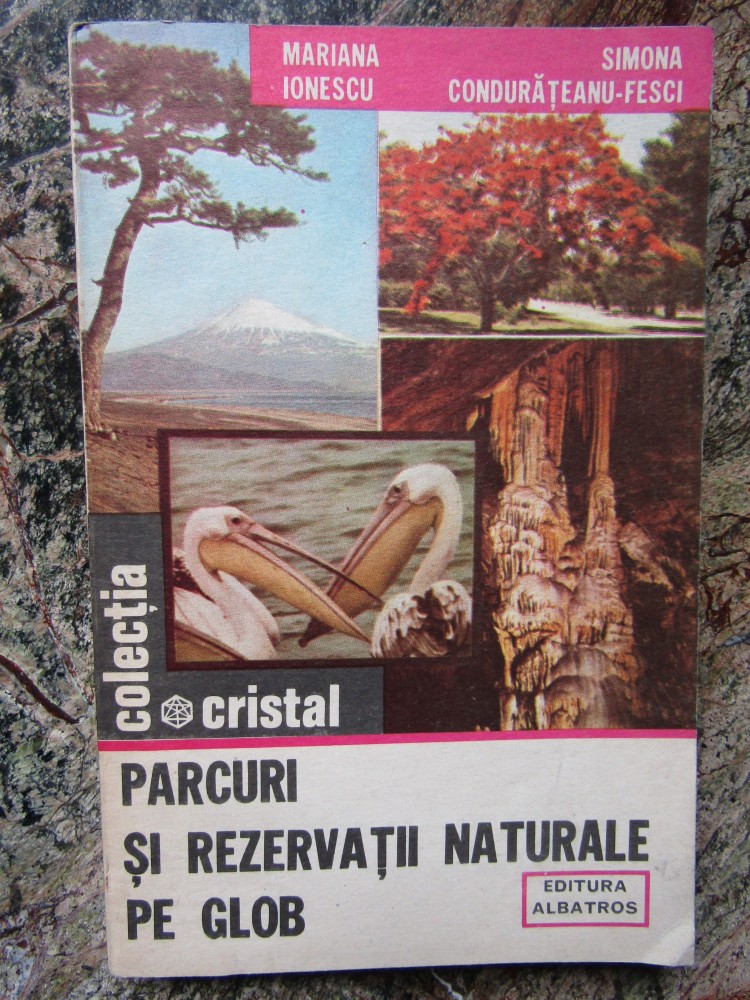 MARIANA
IONESCU
SIMONA
CONDURĂȚEANU-FESCI
colecția
cristal
PARCURI
ȘI REZERVAȚII NATURALE
PE GLOB
EDITURA
ALBATROS